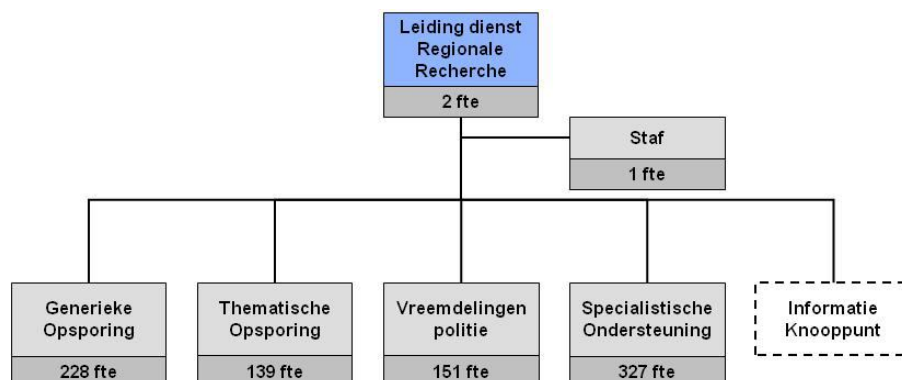 Leiding dienst
Regionale
Recherche
2 fte
Staf
1 fte
Generieke
Opsporing
228 fte
Thematische
Opsporing
139 fte
Vreemdelingen
politie
151 fte
Specialistische
Ondersteuning
327 fte
Informatie
Knooppunt